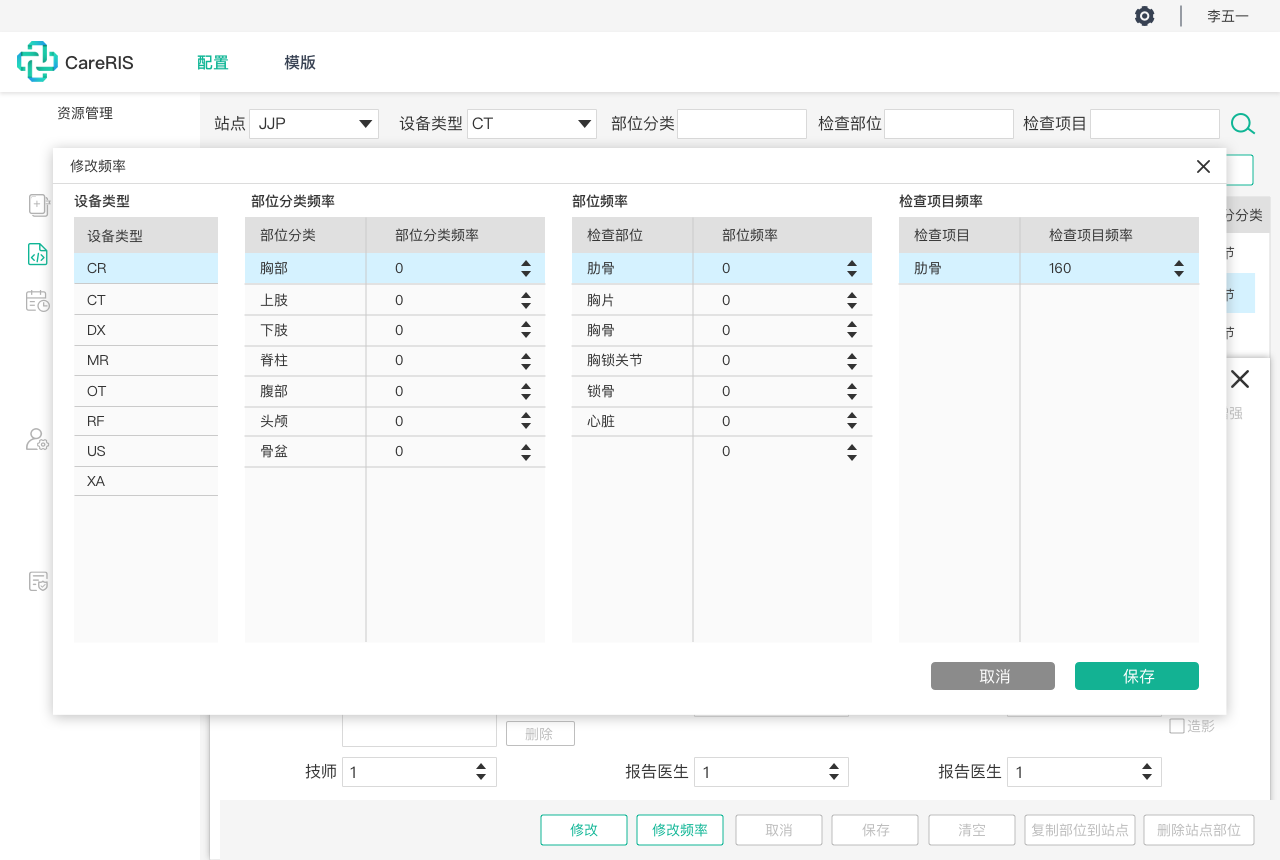 李五一
CareRIS 配置 模版
资源管理
站点 JJP 设备类型 CT 部位分类 检查部位 检查项目
修改频率
设备类型 部位分类频率 部位频率 检查项目频率
设备类型 部位分类 部位分类频率 检查部位 部位频率 检查项目 检查项目频率 分类
CR 胸部 0 肋骨 0 肋骨 160 节
CT 上肢 0 胸片 0 节
DX 下肢 0 胸骨 0 节
MR 脊柱 0 胸锁关节 0
OT 腹部 0 锁骨 0
RF 头颅 0 心脏 0 强
US 骨盆 0 0
XA
取消 保存
删除 造影
技师 1 报告医生 1 报告医生 1
修改 修改频率 取消 保存 清空 复制部位到站点 删除站点部位